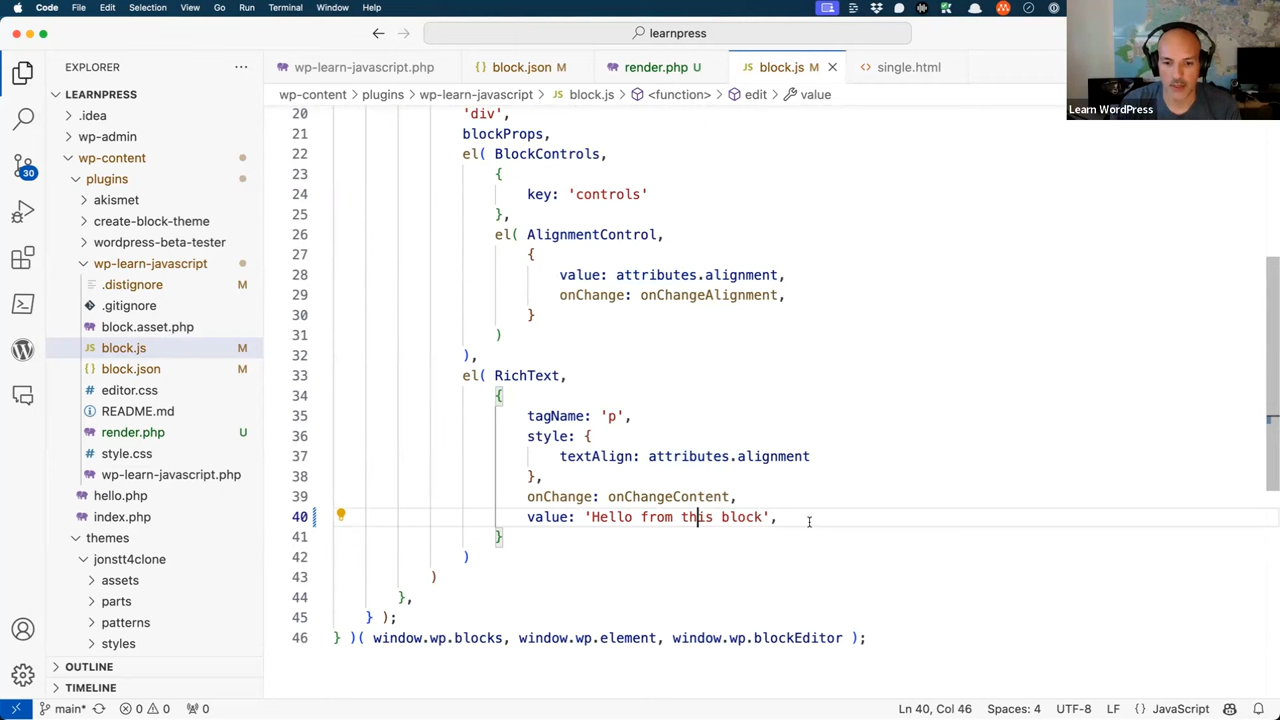 Code File Edit Selection View Go Run Terminal Window Help
learnpress
EXPLORER
wp-learn-javascript.php
block.json M
render.php U
block.js M
single.html
Learn WordPress
wp-content plugins wp-learn-javascript block.js <function> edit value
LEARNPRESS
.idea
wp-admin
wp-content
plugins
akismet
create-block-theme
wordpress-beta-tester
wp-learn-javascript
.distignore M
.gitignore
block.asset.php
block.js M
block.json M
editor.css
README.md
render.php U
style.css
wp-learn-javascript.php
hello.php
index.php
themes
jonstt4clone
assets
parts
patterns
styles
OUTLINE
TIMELINE
30
20 'div',
21 blockProps,
22 el( BlockControls,
23 {
24 key: 'controls'
25 },
26 el( AlignmentControl,
27 {
28 value: attributes.alignment,
29 onChange: onChangeAlignment,
30 }
31 )
32 ),
33 el( RichText,
34 {
35 tagName: 'p',
36 style: {
37 textAlign: attributes.alignment
38 },
39 onChange: onChangeContent,
40 value: 'Hello from this block',
41 }
42 )
43 )
44 },
45 } );
46 } )( window.wp.blocks, window.wp.element, window.wp.blockEditor );
main* 0 0 0 Ln 40, Col 46 Spaces: 4 UTF-8 LF {} JavaScript